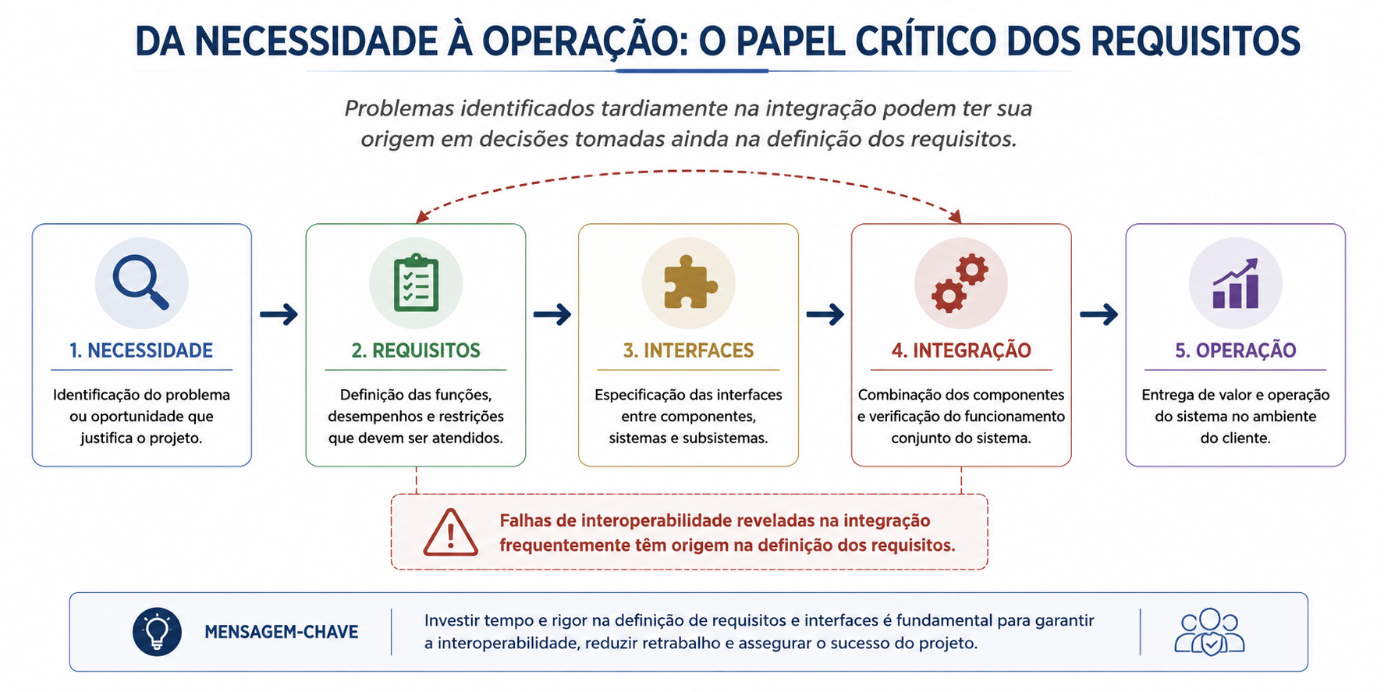 DA NECESSIDADE À OPERAÇÃO: O PAPEL CRÍTICO DOS REQUISITOS
Problemas identificados tardiamente na integração podem ter sua
origem em decisões tomadas ainda na definição dos requisitos.
1. NECESSIDADE
Identificação do problema
ou oportunidade que
justifica o projeto.
2. REQUISITOS
Definição das funções,
desempenhos e restrições
que devem ser atendidos.
3. INTERFACES
Especificação das interfaces
entre componentes,
sistemas e subsistemas.
4. INTEGRAÇÃO
Combinação dos componentes
e verificação do funcionamento
conjunto do sistema.
5. OPERAÇÃO
Entrega de valor e operação
do sistema no ambiente
do cliente.
Falhas de interoperabilidade reveladas na integração
frequentemente têm origem na definição dos requisitos.
MENSAGEM-CHAVE
Investir tempo e rigor na definição de requisitos e interfaces é fundamental para garantir
a interoperabilidade, reduzir retrabalho e assegurar o sucesso do projeto.